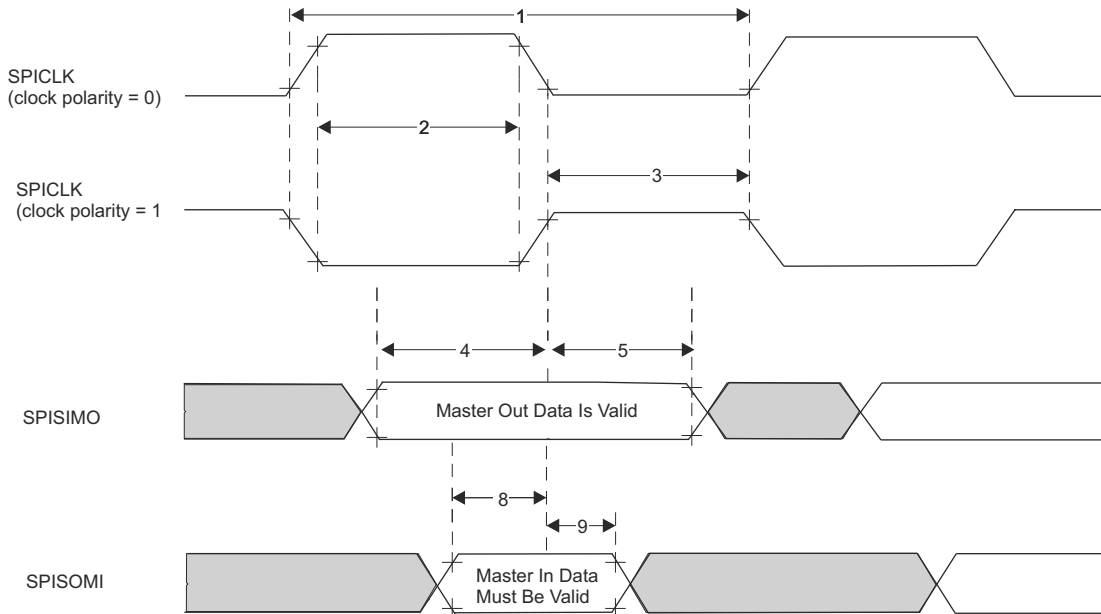 1
SPICLK
(clock polarity = 0)
2
3
SPICLK
(clock polarity = 1
4
5
SPISIMO
Master Out Data Is Valid
8
9
SPISOMI
Master In Data
Must Be Valid